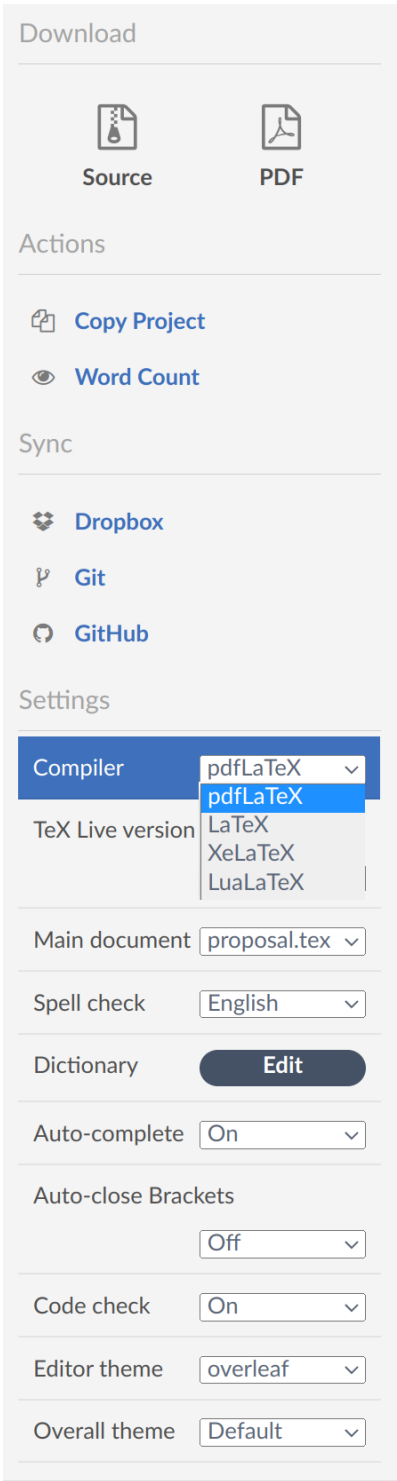 Download
Source PDF
Actions
Copy Project
Word Count
Sync
Dropbox
Git
GitHub
Settings
Compiler pdfLaTeX
pdfLaTeX
TeX Live version LaTeX
XeLaTeX
LuaLaTeX
Main document proposal.tex
Spell check English
Dictionary Edit
Auto-complete On
Auto-close Brackets
Off
Code check On
Editor theme overleaf
Overall theme Default